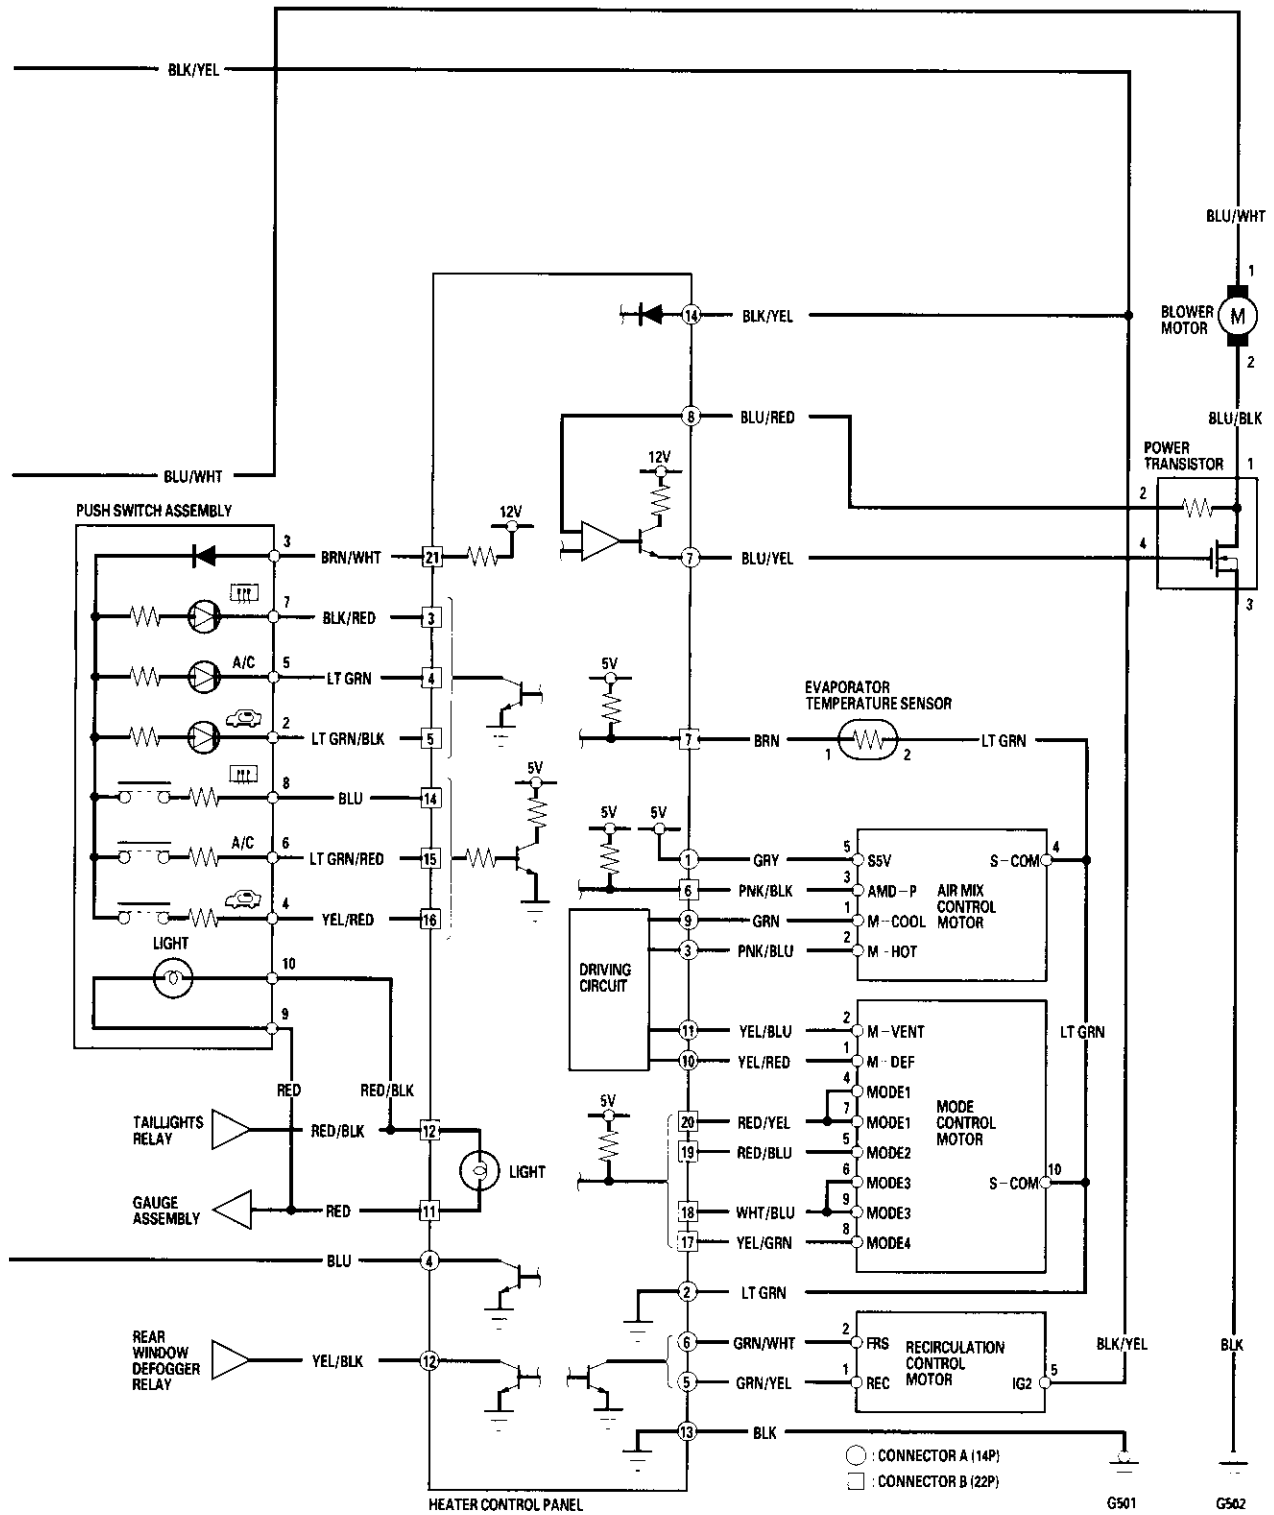 BLK/YEL
BLU/WHT
1
BLOWER
MOTOR
M
2
BLU/BLK
14
BLK/YEL
8
BLU/RED
BLU/WHT
POWER
TRANSISTOR
1
2
4
3
12V
7
BLU/YEL
PUSH SWITCH ASSEMBLY
12V
3
BRN/WHT
21
7
BLK/RED
3
A/C
5
LT GRN
4
2
LT GRN/BLK
5
8
BLU
14
A/C
6
LT GRN/RED
15
4
YEL/RED
16
5V
LIGHT
10
9
RED
RED/BLK
TAILLIGHTS
RELAY
RED/BLK
12
LIGHT
GAUGE
ASSEMBLY
RED
11
BLU
4
REAR
WINDOW
DEFOGGER
RELAY
YEL/BLK
12
5V
EVAPORATOR
TEMPERATURE SENSOR
7
BRN
1
2
LT GRN
5V
5V
1
GRY
5
S5V
S-COM
4
6
PNK/BLK
3
AMD-P
AIR MIX
CONTROL
MOTOR
9
GRN
1
M-COOL
3
PNK/BLU
2
M-HOT
DRIVING
CIRCUIT
11
YEL/BLU
2
M-VENT
LT GRN
10
YEL/RED
1
M-DEF
4
MODE1
5V
20
RED/YEL
7
MODE1
MODE
CONTROL
MOTOR
19
RED/BLU
5
MODE2
6
MODE3
S-COM
10
18
WHT/BLU
9
MODE3
17
YEL/GRN
8
MODE4
2
LT GRN
6
GRN/WHT
2
FRS
RECIRCULATION
CONTROL
MOTOR
5
GRN/YEL
1
REC
IG2
5
BLK/YEL
BLK
13
BLK
: CONNECTOR A (14P)
: CONNECTOR B (22P)
HEATER CONTROL PANEL
G501
G502